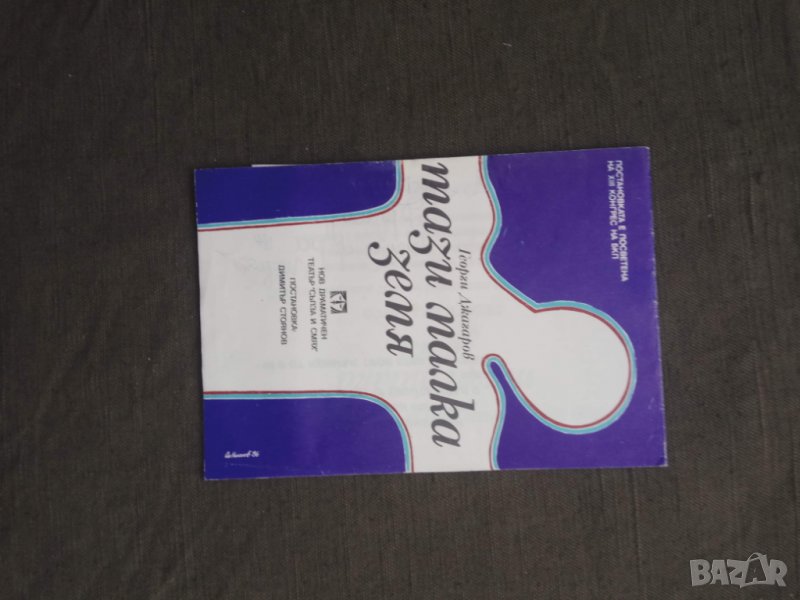 ПОСТАНОВКАТА Е ПОСВЕТЕНА
НА XIII КОНГРЕС НА БКП
Георги Джагаров
тази малка
земя
НОВ ДРАМАТИЧЕН
ТЕАТЪР "СЪЛЗА И СМЯХ"
ПОСТАНОВКА:
ДИМИТЪР СТОЯНОВ
BAZAR